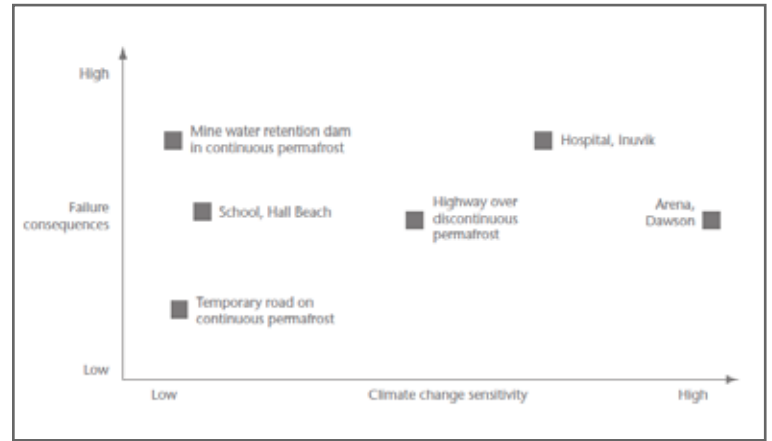 High
Mine water retention dam
in continuous permafrost
Hospital, Inuvik
Failure
consequences
School, Hall Beach
Highway over
discontinuous
permafrost
Arena,
Dawson
Temporary road on
continuous permafrost
Low
Low
Climate change sensitivity
High